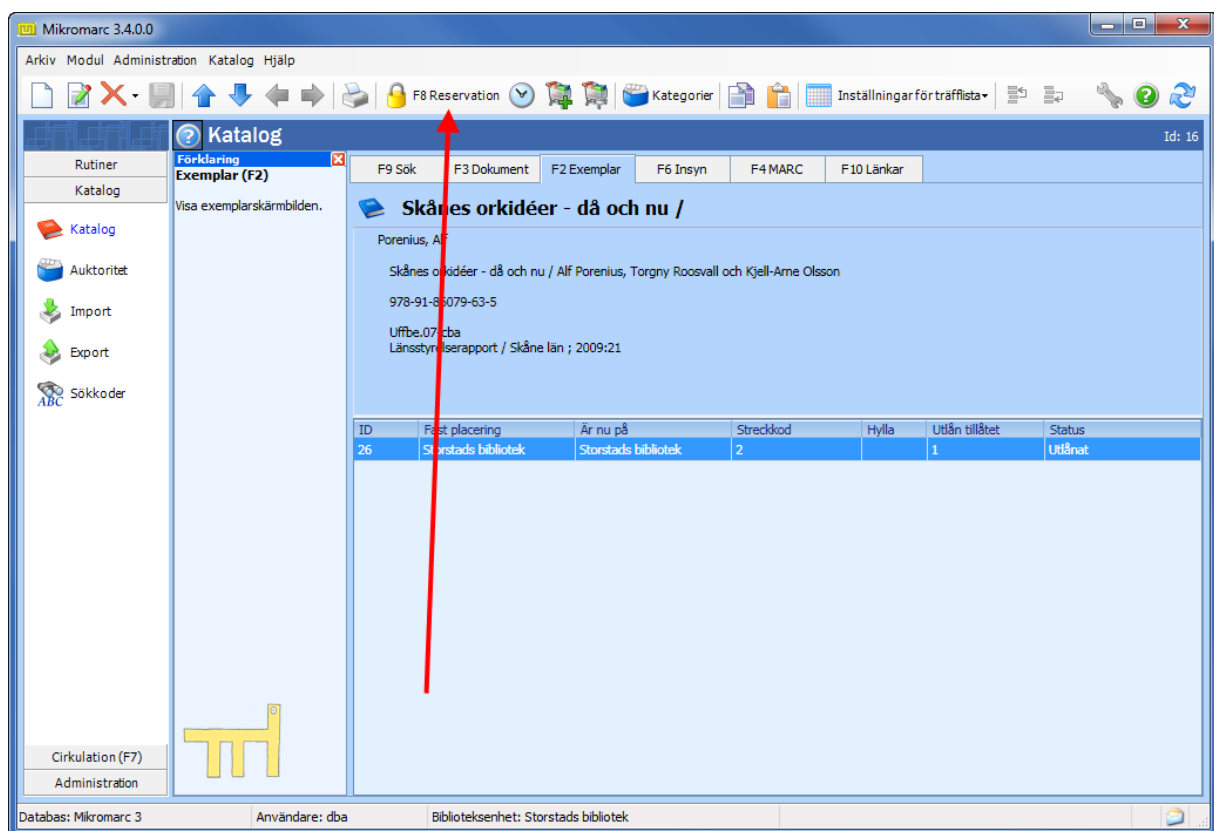 Mikromarc 3.4.0.0
Arkiv Modul Administration Katalog Hjälp
F8 Reservation Kategorier Inställningar för träfflista
Katalog Id: 16
Rutiner
Katalog
Katalog
Auktoritet
Import
Export
ABC Sökkoder
Cirkulation (F7)
Administration
Förklaring
Exemplar (F2)
Visa exemplarskärmbilden.
F9 Sök F3 Dokument F2 Exemplar F6 Insyn F4 MARC F10 Länkar
Skånes orkidéer - då och nu /
Porenius, Alf
Skånes orkidéer - då och nu / Alf Porenius, Torgny Roosvall och Kjell-Arne Olsson
978-91-86079-63-5
Länsstyrelserapport / Skåne län ; 2009:21
ID Fast placering Är nu på Streckkod Hylla Utlån tillåtet Status
26 Storstads bibliotek Storstads bibliotek 2 1 Utlånat
Databas: Mikromarc 3 Användare: dba Biblioteksenhet: Storstads bibliotek